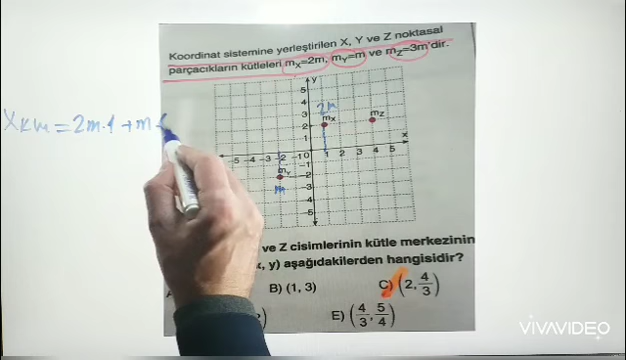 Koordinat sistemine yerleştirilen X, Y ve Z noktasal
parçacıkların kütleleri mX=2m, mY=m ve mZ=3m'dir.
y
5
4
3
2m
2
mX
mZ
1
x
-5 -4 -3 -2 -1 0 1 2 3 4 5
-2
mY
m
-3
-4
-5
XKM = 2m.1 + m.
ve Z cisimlerinin kütle merkezinin
x, y) aşağıdakilerden hangisidir?
B) (1, 3)
C) (2, 4/3)
E) (4/3, 5/4)
VIVAVIDEO